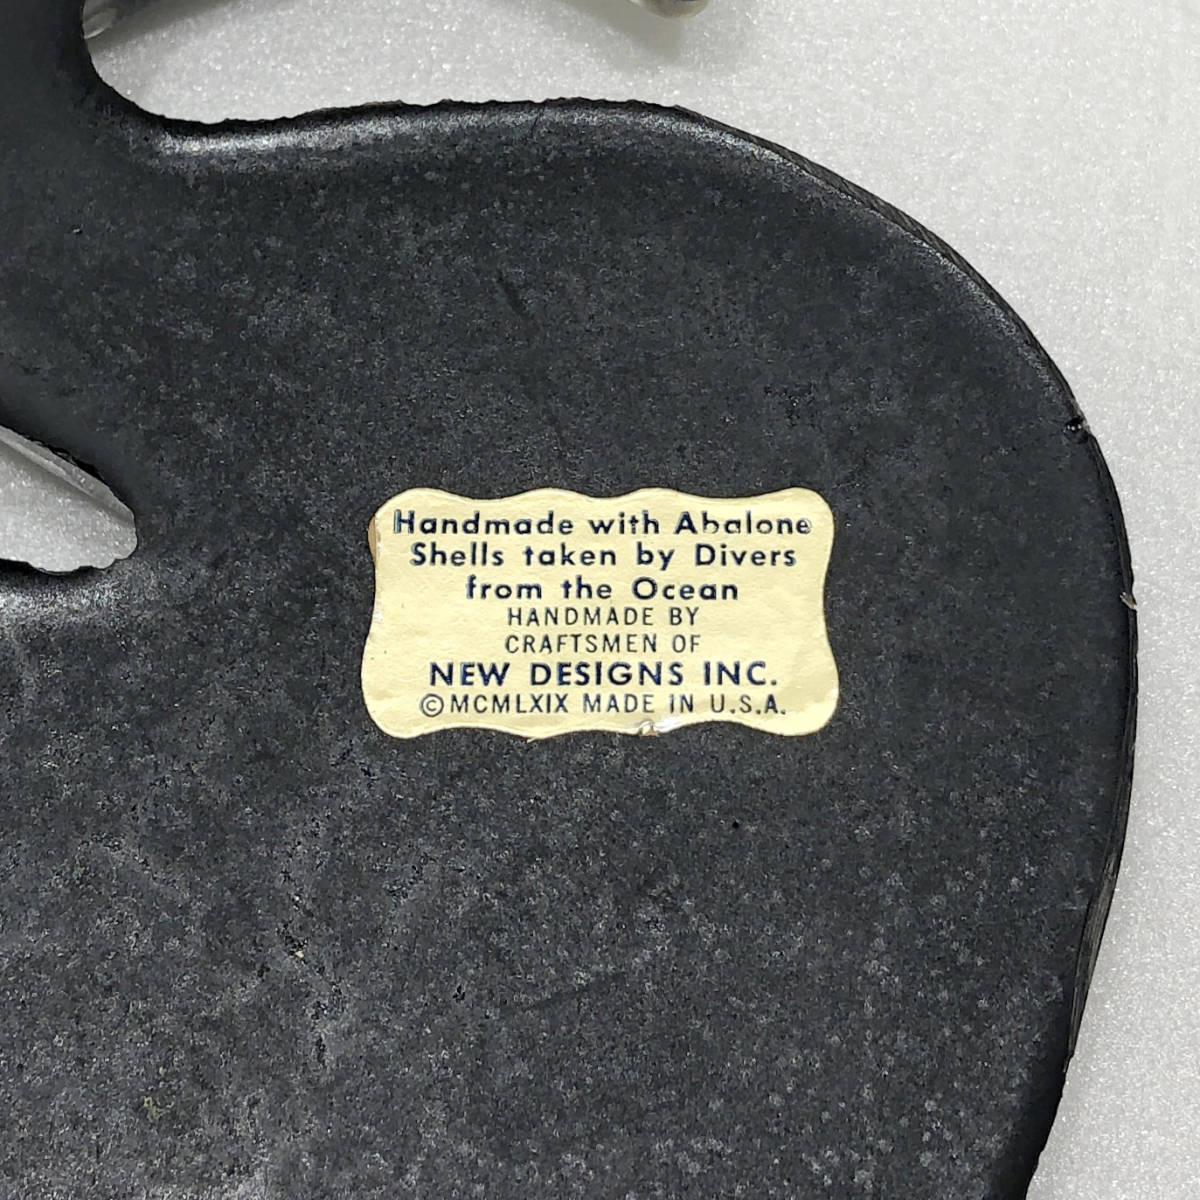 Handmade with Abalone
Shells taken by Divers
from the Ocean
HANDMADE BY
CRAFTSMEN OF
NEW DESIGNS INC.
©MCMLXIX MADE IN U.S.A.